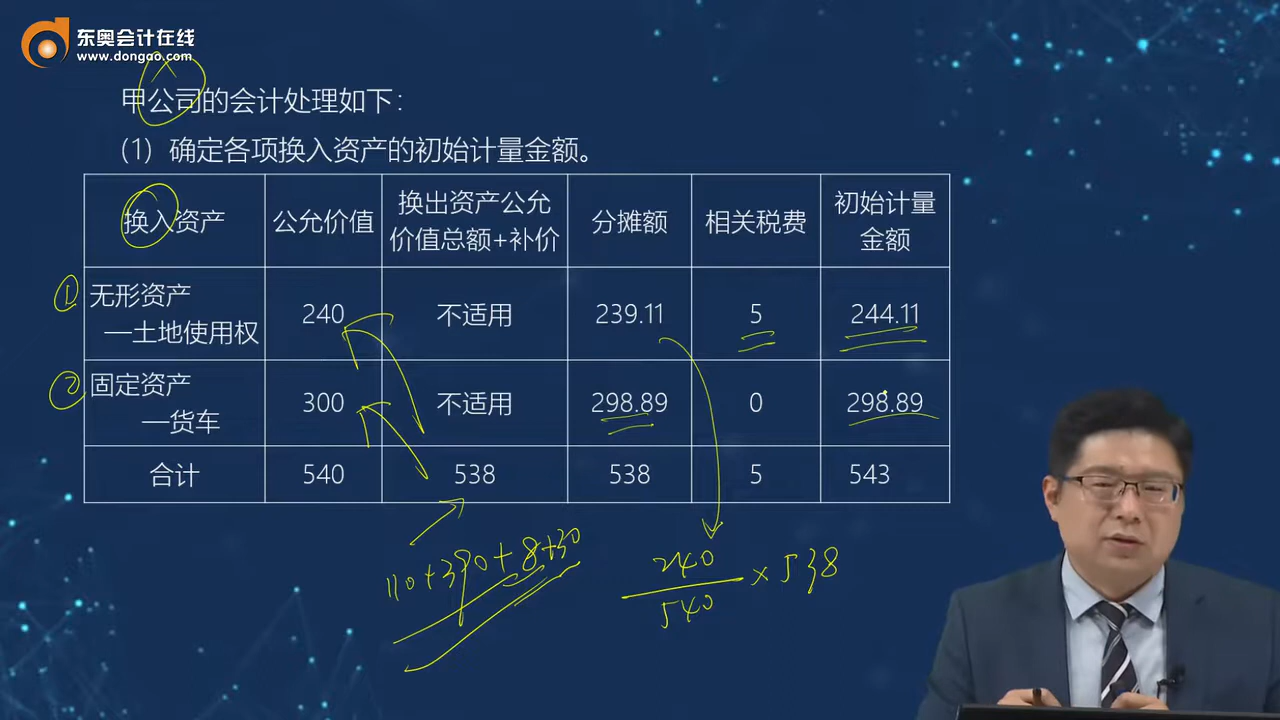 东奥会计在线
www.dongao.com
甲公司的会计处理如下：
(1) 确定各项换入资产的初始计量金额。
换入资产 公允价值 换出资产公允价值总额+补价 分摊额 相关税费 初始计量金额
① 无形资产—土地使用权 240 不适用 239.11 5 244.11
② 固定资产—货车 300 不适用 298.89 0 298.89
合计 540 538 538 5 543
110+390+8+30
240
540
×538